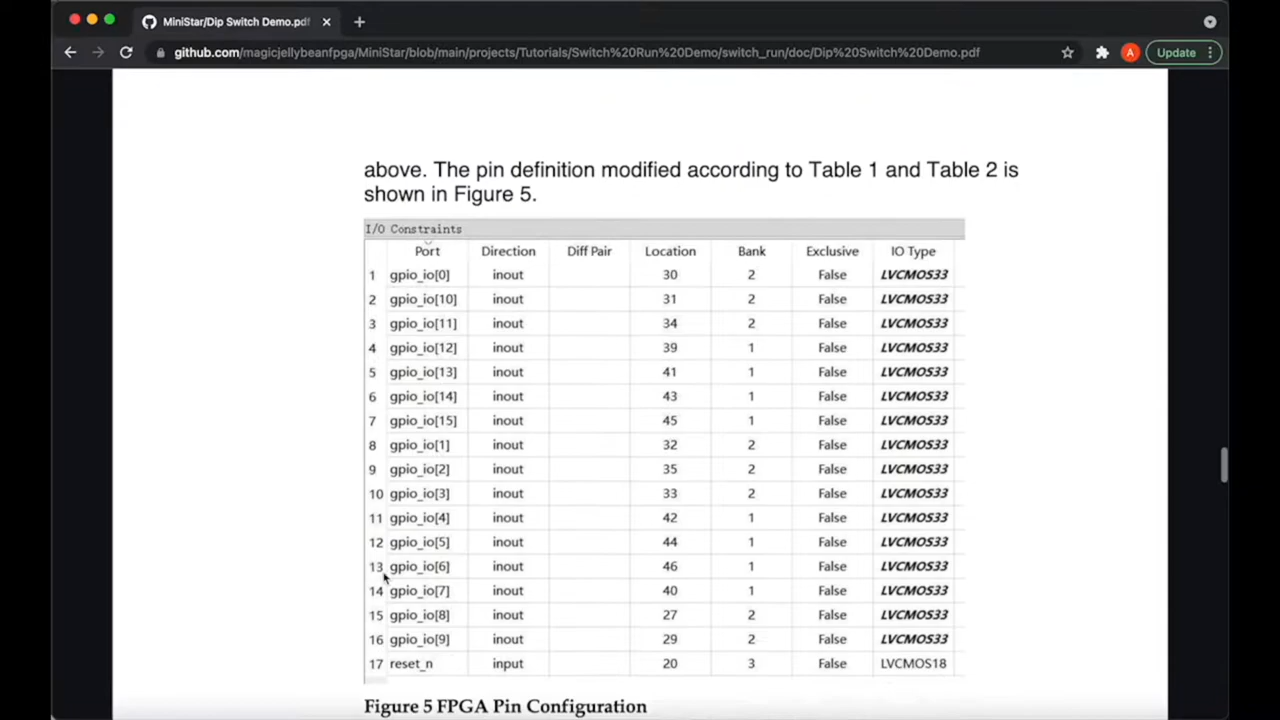 MiniStar/Dip Switch Demo.pdf
github.com/magicjellybeanfpga/MiniStar/blob/main/projects/Tutorials/Switch%20Run%20Demo/switch_run/doc/Dip%20Switch%20Demo.pdf
A
Update
above. The pin definition modified according to Table 1 and Table 2 is
shown in Figure 5.
I/O Constraints
Port Direction Diff Pair Location Bank Exclusive IO Type
1 gpio_io[0] inout 30 2 False LVCMOS33
2 gpio_io[10] inout 31 2 False LVCMOS33
3 gpio_io[11] inout 34 2 False LVCMOS33
4 gpio_io[12] inout 39 1 False LVCMOS33
5 gpio_io[13] inout 41 1 False LVCMOS33
6 gpio_io[14] inout 43 1 False LVCMOS33
7 gpio_io[15] inout 45 1 False LVCMOS33
8 gpio_io[1] inout 32 2 False LVCMOS33
9 gpio_io[2] inout 35 2 False LVCMOS33
10 gpio_io[3] inout 33 2 False LVCMOS33
11 gpio_io[4] inout 42 1 False LVCMOS33
12 gpio_io[5] inout 44 1 False LVCMOS33
13 gpio_io[6] inout 46 1 False LVCMOS33
14 gpio_io[7] inout 40 1 False LVCMOS33
15 gpio_io[8] inout 27 2 False LVCMOS33
16 gpio_io[9] inout 29 2 False LVCMOS33
17 reset_n input 20 3 False LVCMOS18
Figure 5 FPGA Pin Configuration